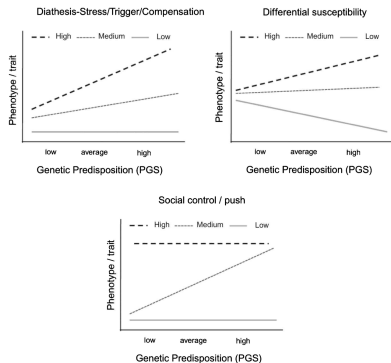 Diathesis-Stress/Trigger/Compensation
High Medium Low
Phenotype / trait
low average high
Genetic Predisposition (PGS)
Differential susceptibility
High Medium Low
Phenotype / trait
low average high
Genetic Predisposition (PGS)
Social control / push
High Medium Low
Phenotype / trait
low average high
Genetic Predisposition (PGS)